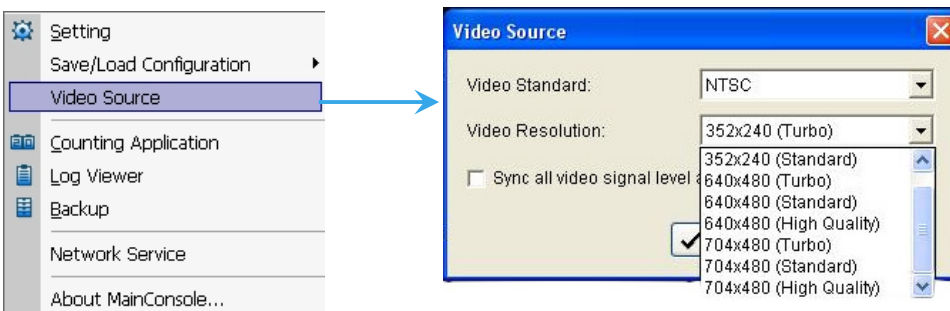 Setting
Save/Load Configuration
Video Source
Counting Application
Log Viewer
Backup
Network Service
About MainConsole...
Video Source
Video Standard:
NTSC
Video Resolution:
352x240 (Turbo)
Sync all video signal level
352x240 (Standard)
640x480 (Turbo)
640x480 (Standard)
640x480 (High Quality)
704x480 (Turbo)
704x480 (Standard)
704x480 (High Quality)